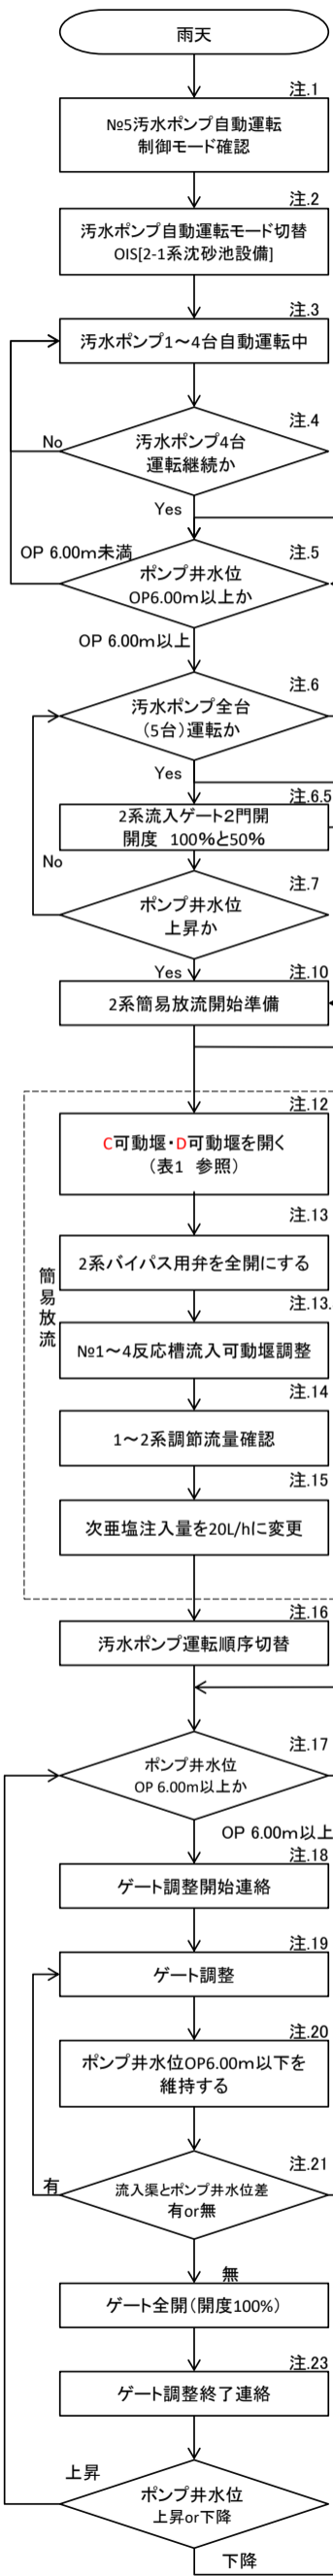 雨天
注.1
№5汚水ポンプ自動運転
制御モード確認
注.2
汚水ポンプ自動運転モード切替
OIS[2-1系沈砂池設備]
注.3
汚水ポンプ1～4台自動運転中
注.4
汚水ポンプ4台
運転継続か
No
Yes
OP 6.00m未満
注.5
ポンプ井水位
OP6.00m以上か
OP 6.00m以上
注.6
汚水ポンプ全台
(5台)運転か
Yes
注.6.5
2系流入ゲート2門開
開度 100%と50%
No
注.7
ポンプ井水位
上昇か
Yes
注.10
2系簡易放流開始準備
注.12
C可動堰・D可動堰を開く
(表1 参照)
注.13
2系バイパス用弁を全開にする
簡易放流
注.13.
№1～4反応槽流入可動堰調整
注.14
1～2系調節流量確認
注.15
次亜塩注入量を20L/hに変更
注.16
汚水ポンプ運転順序切替
注.17
ポンプ井水位
OP 6.00m以上か
OP 6.00m以上
注.18
ゲート調整開始連絡
注.19
ゲート調整
注.20
ポンプ井水位OP6.00m以下を
維持する
注.21
流入渠とポンプ井水位差
有or無
有
無
ゲート全開(開度100%)
注.23
ゲート調整終了連絡
上昇
ポンプ井水位
上昇or下降
下降